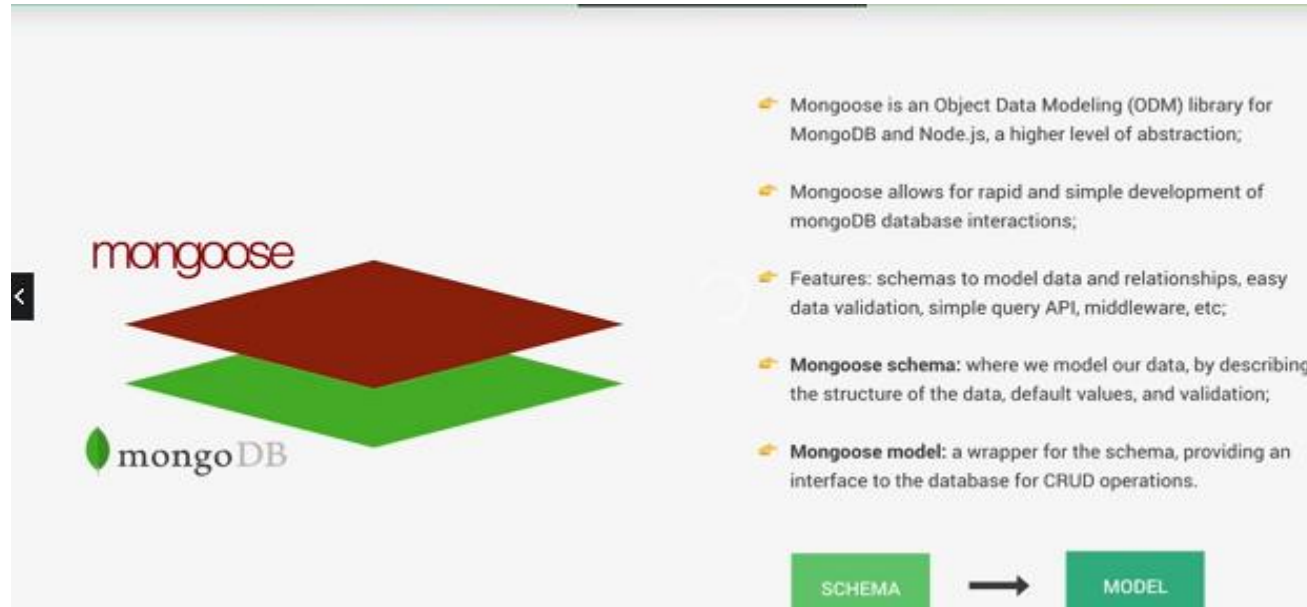 mongoose
mongoDB
Mongoose is an Object Data Modeling (ODM) library for
MongoDB and Node.js, a higher level of abstraction;
Mongoose allows for rapid and simple development of
mongoDB database interactions;
Features: schemas to model data and relationships, easy
data validation, simple query API, middleware, etc;
Mongoose schema: where we model our data, by describing
the structure of the data, default values, and validation;
Mongoose model: a wrapper for the schema, providing an
interface to the database for CRUD operations.
SCHEMA
MODEL